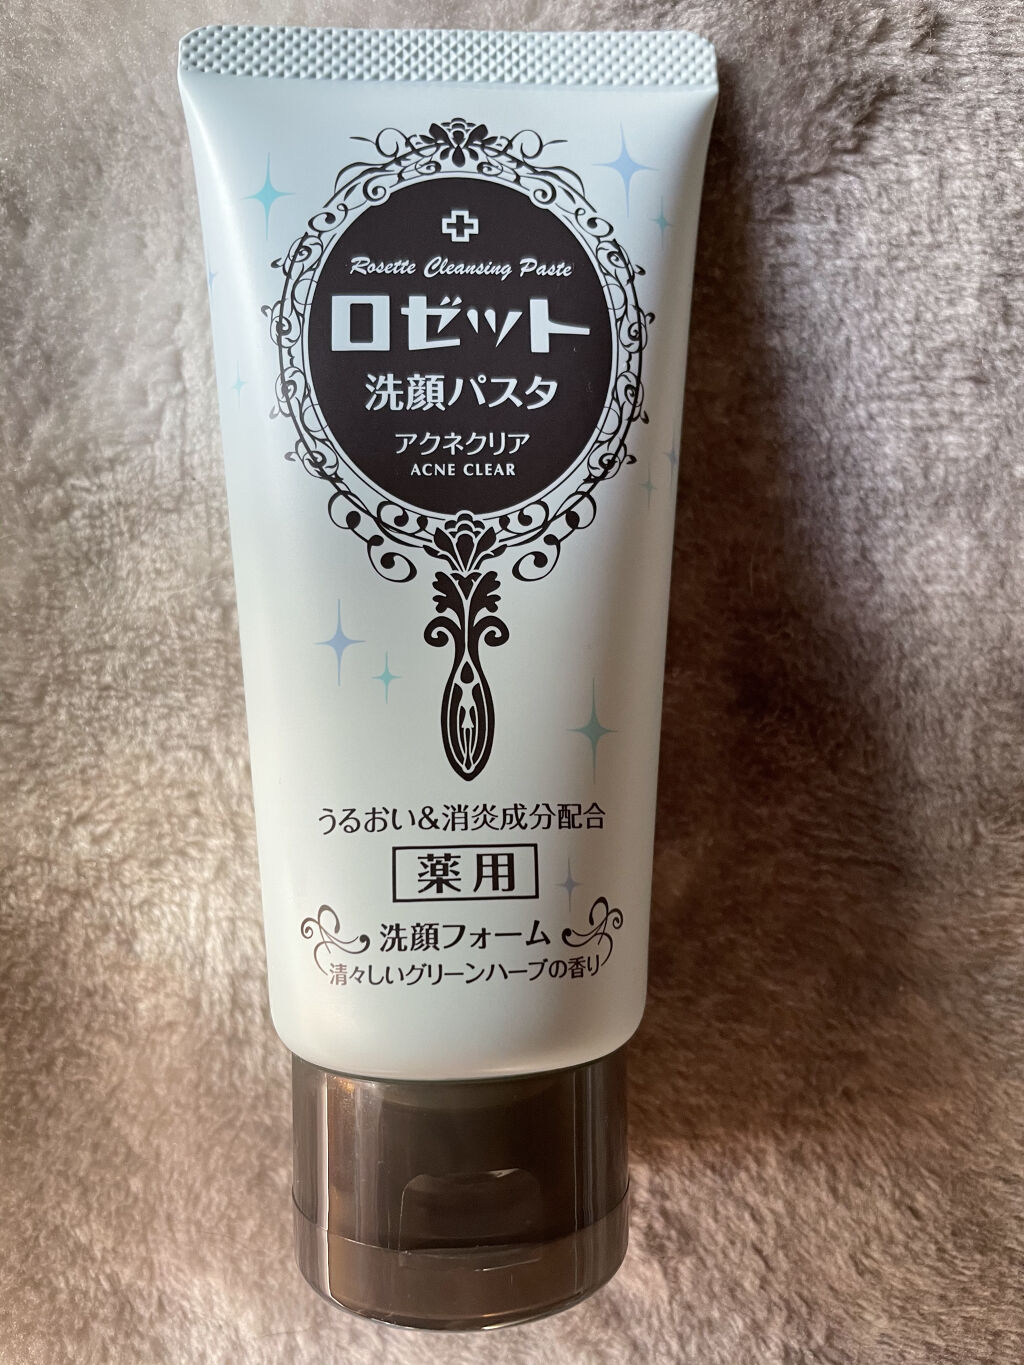 Rosette Cleansing Paste
ロゼット
洗顔パスタ
アクネクリア
ACNE CLEAR
うるおい&消炎成分配合
薬用
洗顔フォーム
清々しいグリーンハーブの香り